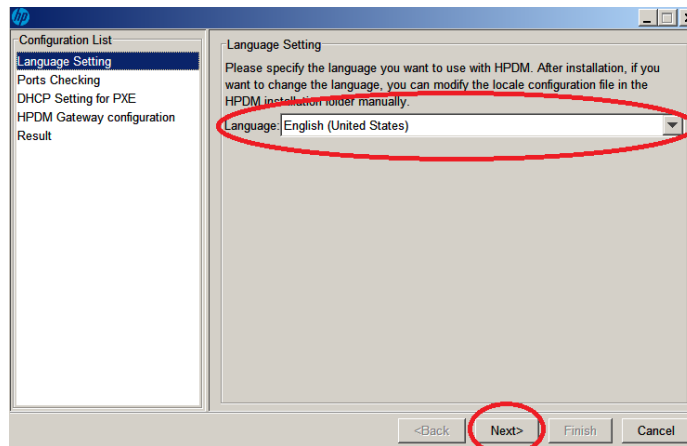 hp
Configuration List
Language Setting
Ports Checking
DHCP Setting for PXE
HPDM Gateway configuration
Result
Language Setting
Please specify the language you want to use with HPDM. After installation, if you
want to change the language, you can modify the locale configuration file in the
HPDM installation folder manually.
Language: English (United States)
<Back Next> Finish Cancel